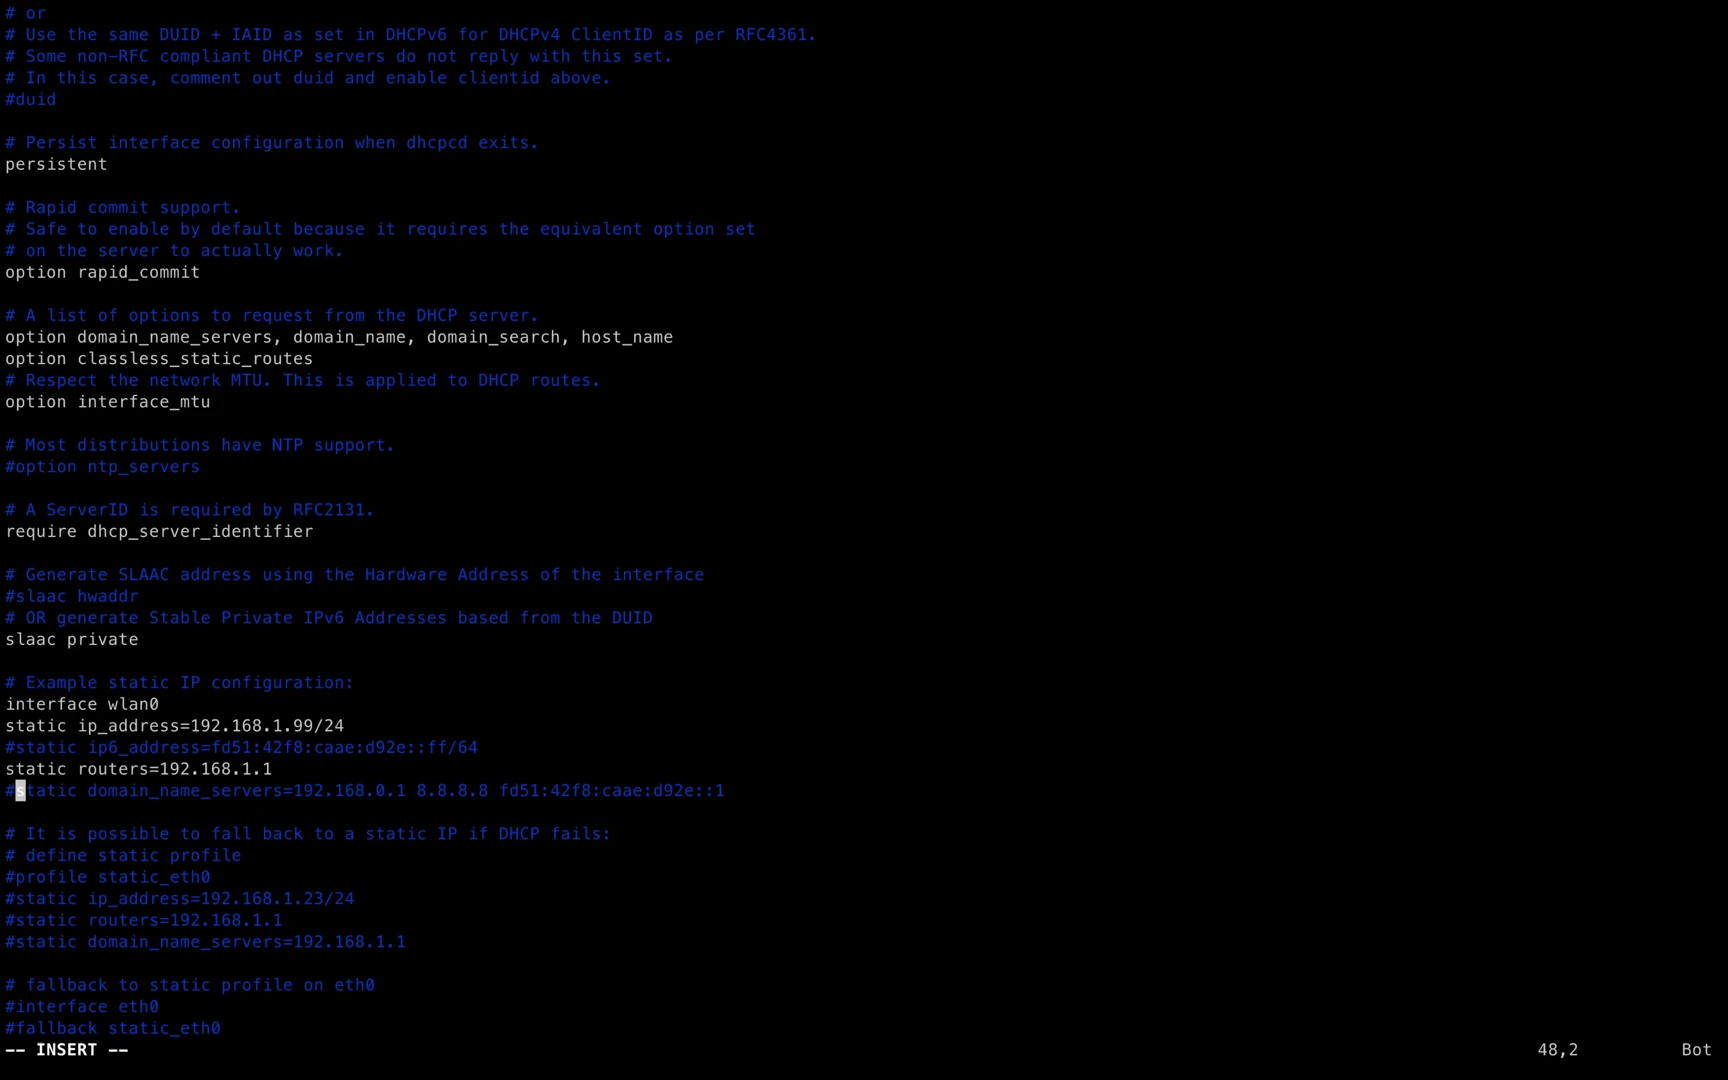 # or
# Use the same DUID + IAID as set in DHCPv6 for DHCPv4 ClientID as per RFC4361.
# Some non-RFC compliant DHCP servers do not reply with this set.
# In this case, comment out duid and enable clientid above.
#duid
# Persist interface configuration when dhcpcd exits.
persistent
# Rapid commit support.
# Safe to enable by default because it requires the equivalent option set
# on the server to actually work.
option rapid_commit
# A list of options to request from the DHCP server.
option domain_name_servers, domain_name, domain_search, host_name
option classless_static_routes
# Respect the network MTU. This is applied to DHCP routes.
option interface_mtu
# Most distributions have NTP support.
#option ntp_servers
# A ServerID is required by RFC2131.
require dhcp_server_identifier
# Generate SLAAC address using the Hardware Address of the interface
#slaac hwaddr
# OR generate Stable Private IPv6 Addresses based from the DUID
slaac private
# Example static IP configuration:
interface wlan0
static ip_address=192.168.1.99/24
#static ip6_address=fd51:42f8:caae:d92e::ff/64
static routers=192.168.1.1
#static domain_name_servers=192.168.0.1 8.8.8.8 fd51:42f8:caae:d92e::1
# It is possible to fall back to a static IP if DHCP fails:
# define static profile
#profile static_eth0
#static ip_address=192.168.1.23/24
#static routers=192.168.1.1
#static domain_name_servers=192.168.1.1
# fallback to static profile on eth0
#interface eth0
#fallback static_eth0
-- INSERT -- 48,2 Bot